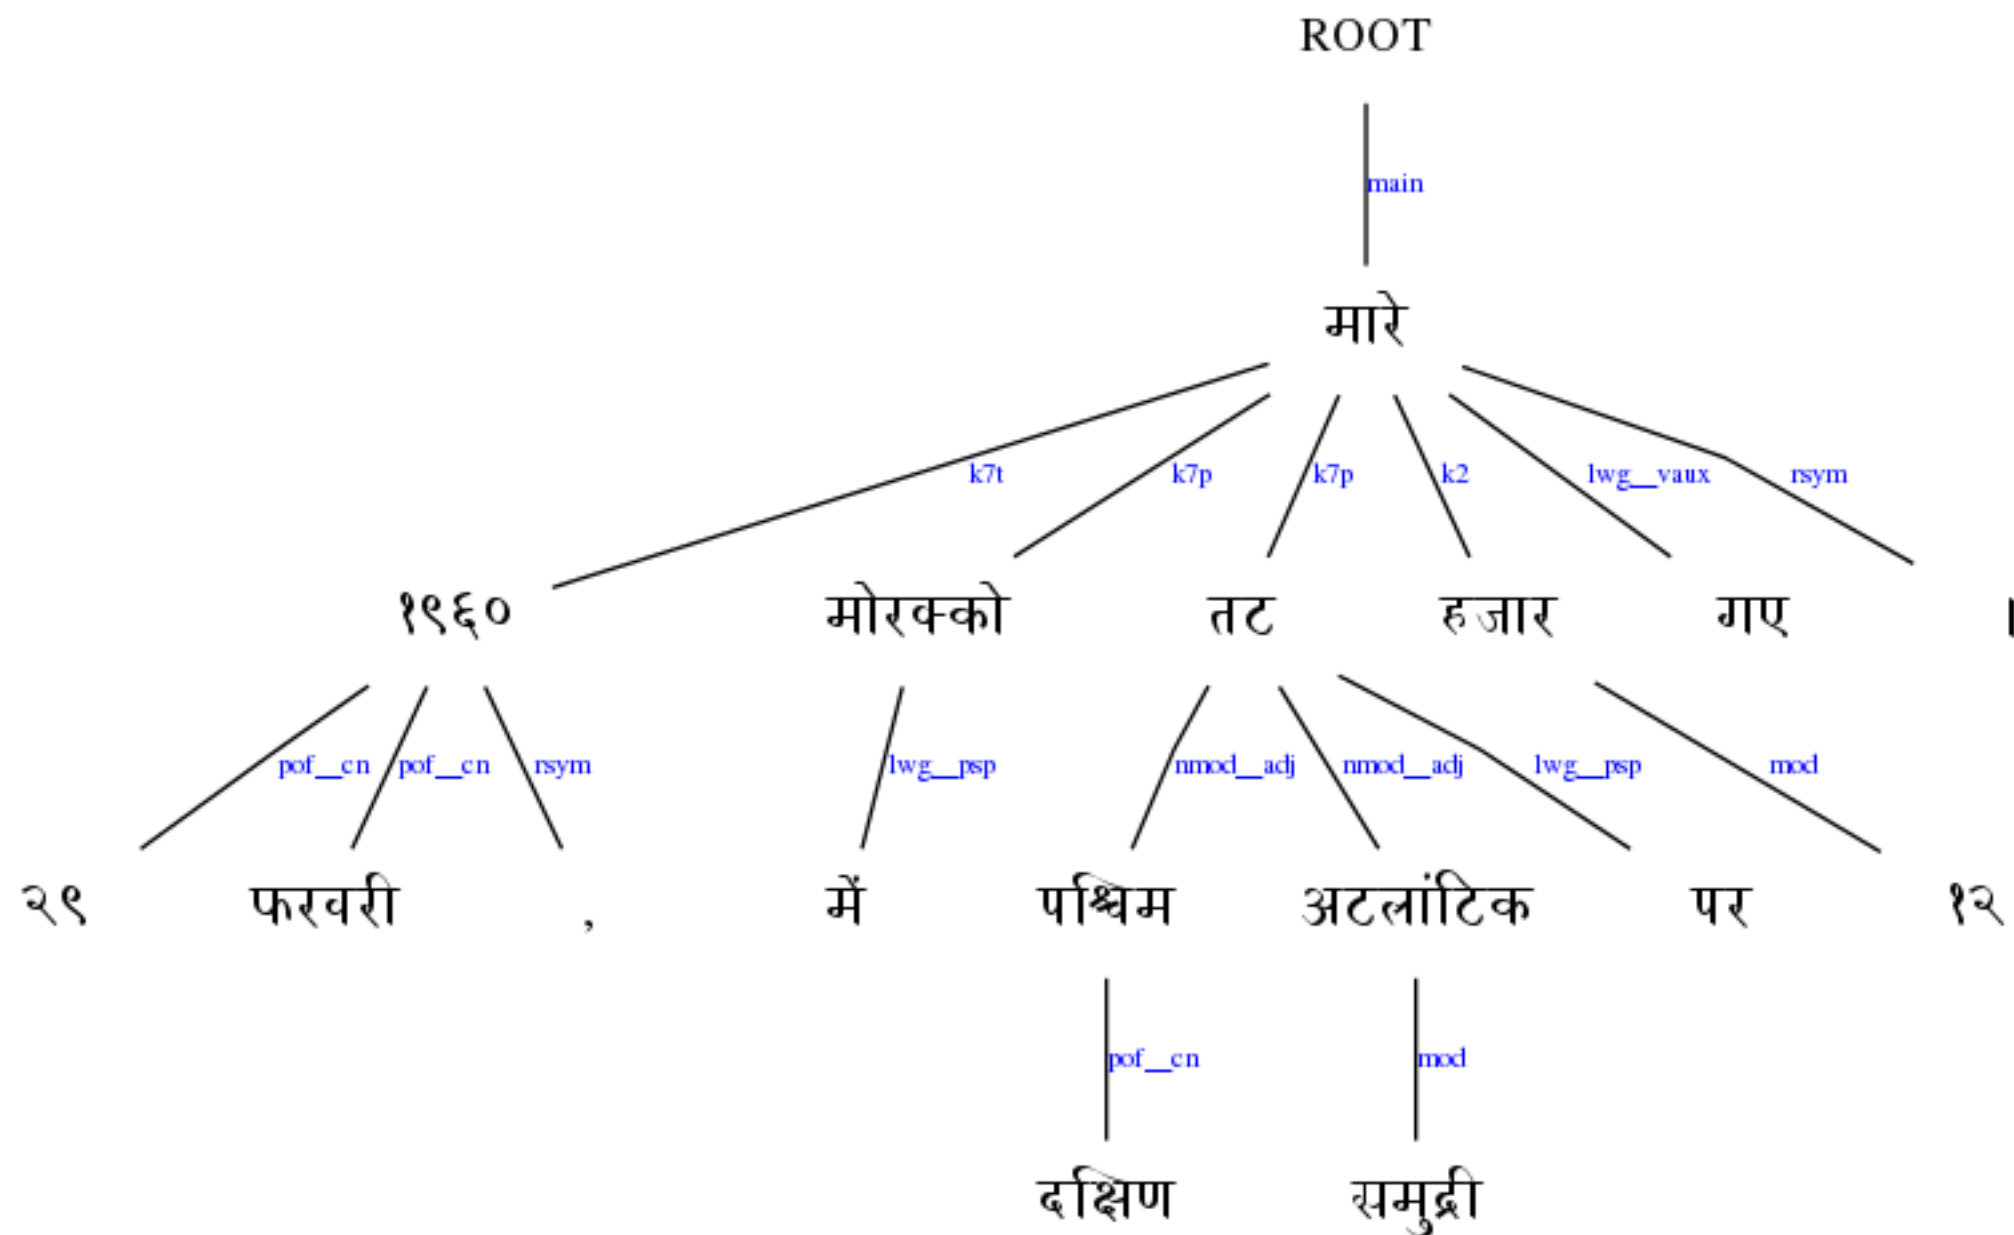 ROOT
main
मारे
k7t k7p k7p k2 lwg__vaux rsym
१९६० मोरक्को तट हजार गए ।
pof__cn pof__cn rsym lwg__psp nmod__adj nmod__adj lwg__psp mod
२९ फरवरी , में पश्चिम अटलांटिक पर १२
pof__cn mod
दक्षिण समुद्री